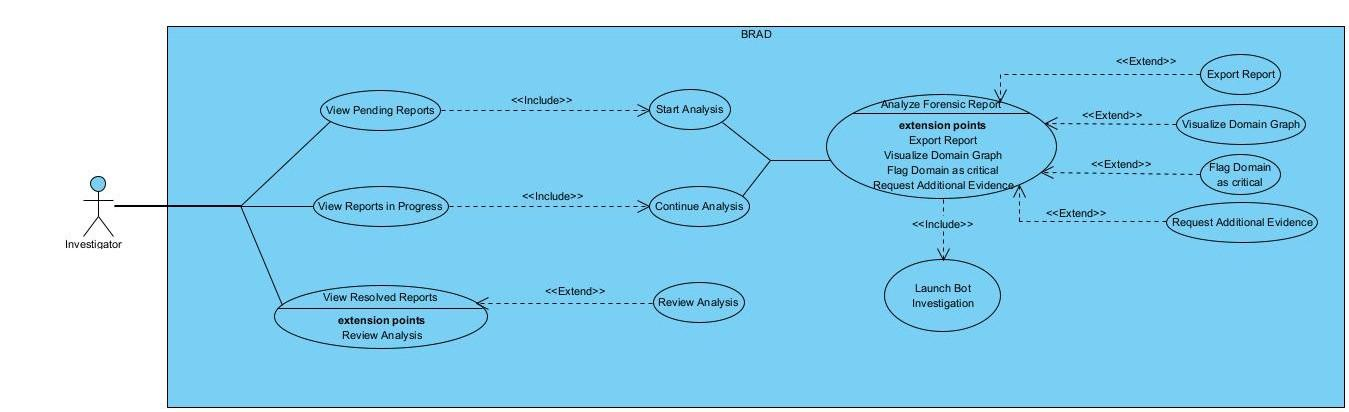 BRAD
Investigator
View Pending Reports
<<Include>>
Start Analysis
View Reports in Progress
<<Include>>
Continue Analysis
View Resolved Reports
extension points
Review Analysis
<<Extend>>
Review Analysis
Analyze Forensic Report
extension points
Export Report
Visualize Domain Graph
Flag Domain as critical
Request Additional Evidence
<<Include>>
Launch Bot
Investigation
<<Extend>>
Export Report
<<Extend>>
Visualize Domain Graph
<<Extend>>
Flag Domain
as critical
<<Extend>>
Request Additional Evidence